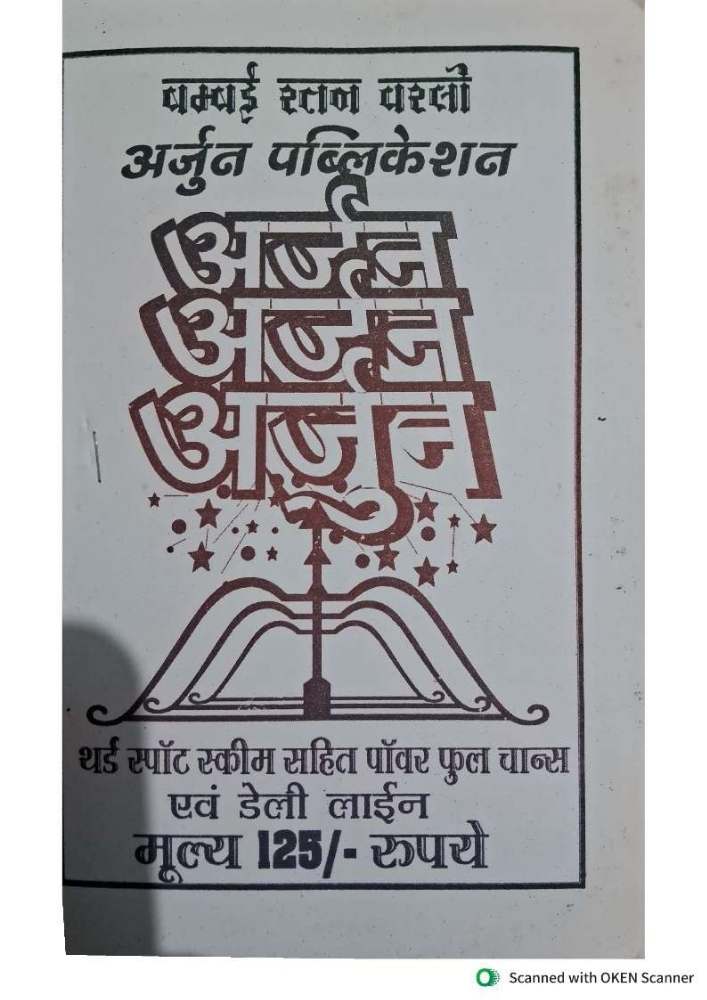 बम्बई रतन वरली
अर्जुन पब्लिकेशन
अर्जुन
अर्जुन
अर्जुन
थर्ड स्पॉट स्कीम सहित पॉवर फुल चान्स
एवं डेली लाईन
मूल्य 125/- रुपये
Scanned with OKEN Scanner